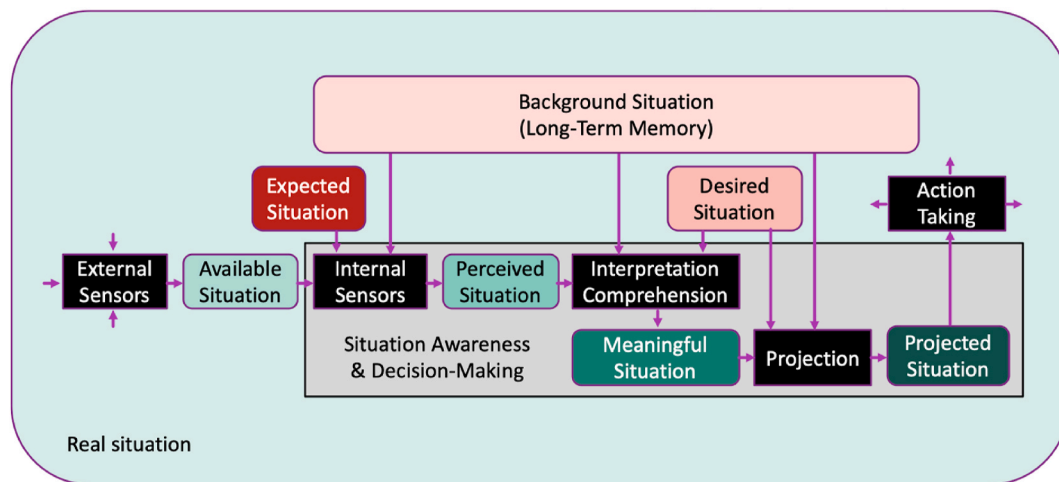 Background Situation
(Long-Term Memory)
Expected
Situation
Desired
Situation
Action
Taking
External
Sensors
Available
Situation
Internal
Sensors
Perceived
Situation
Interpretation
Comprehension
Situation Awareness
& Decision-Making
Meaningful
Situation
Projection
Projected
Situation
Real situation